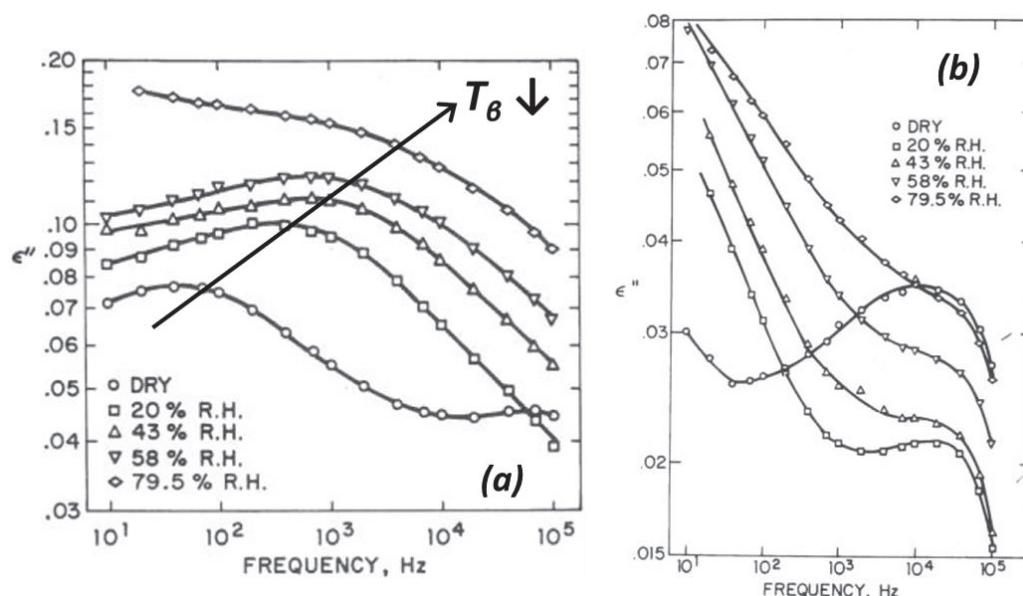 .20
.15
.10
.09
.08
.07
.06
.05
.04
.03
ε"
Tβ ↓
○ DRY
□ 20 % R.H.
△ 43 % R.H.
▽ 58 % R.H.
◇ 79.5 % R.H.
(a)
10¹ 10² 10³ 10⁴ 10⁵
FREQUENCY, Hz
.08
.07
.06
.05
.04
.03
.02
.015
ε"
(b)
○ DRY
□ 20 % R.H.
△ 43 % R.H.
▽ 58% R.H.
◇ 79.5% R.H.
10¹ 10² 10³ 10⁴ 10⁵
FREQUENCY, Hz